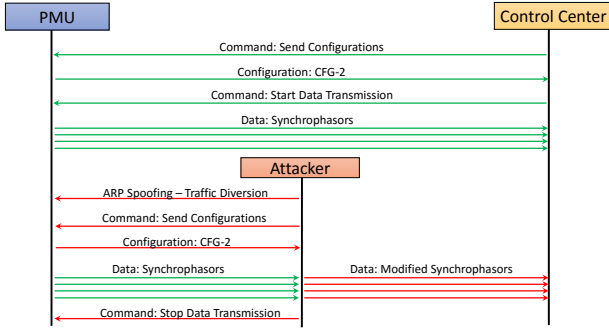 PMU
Control Center
Command: Send Configurations
Configuration: CFG-2
Command: Start Data Transmission
Data: Synchrophasors
Attacker
ARP Spoofing – Traffic Diversion
Command: Send Configurations
Configuration: CFG-2
Data: Synchrophasors
Data: Modified Synchrophasors
Command: Stop Data Transmission